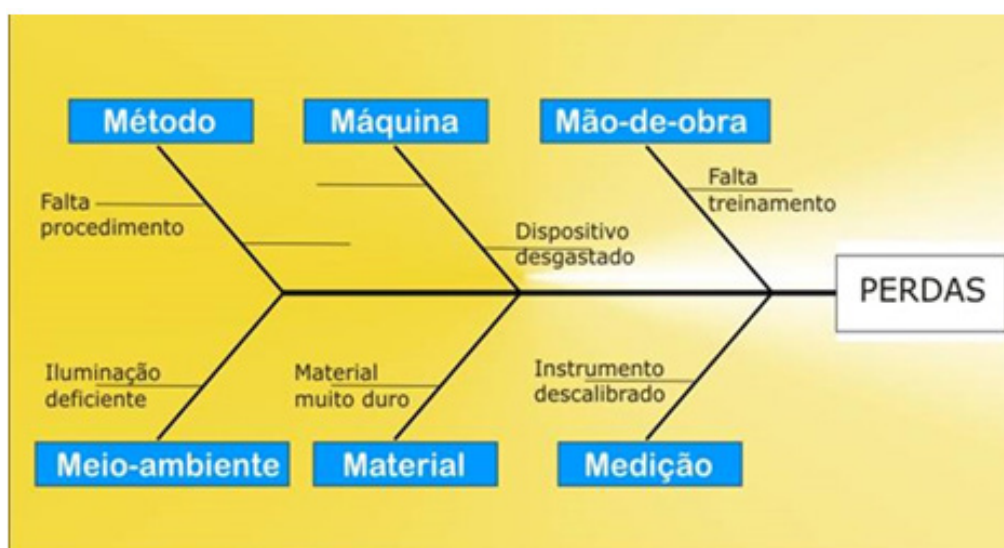 Método
Máquina
Mão-de-obra
Falta
procedimento
Dispositivo
desgastado
Falta
treinamento
PERDAS
Iluminação
deficiente
Material
muito duro
Instrumento
descalibrado
Meio-ambiente
Material
Medição